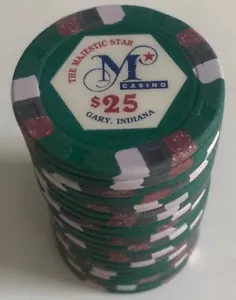 THE MAJESTIC STAR
M
CASINO
$25
GARY, INDIANA